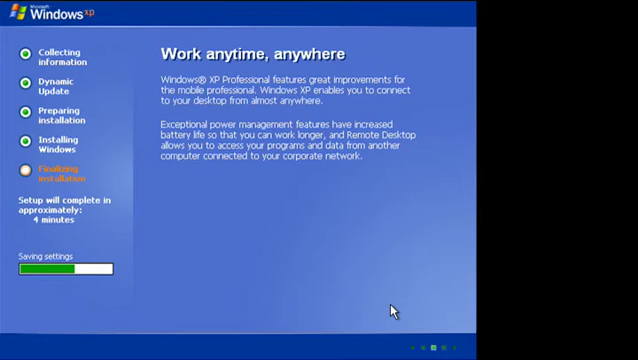 Microsoft
Windows xp
Collecting
information
Dynamic
Update
Preparing
installation
Installing
Windows
Finalizing
installation
Setup will complete in
approximately:
4 minutes
Saving settings
Work anytime, anywhere
Windows® XP Professional features great improvements for
the mobile professional. Windows XP enables you to connect
to your desktop from almost anywhere.
Exceptional power management features have increased
battery life so that you can work longer, and Remote Desktop
allows you to access your programs and data from another
computer connected to your corporate network.